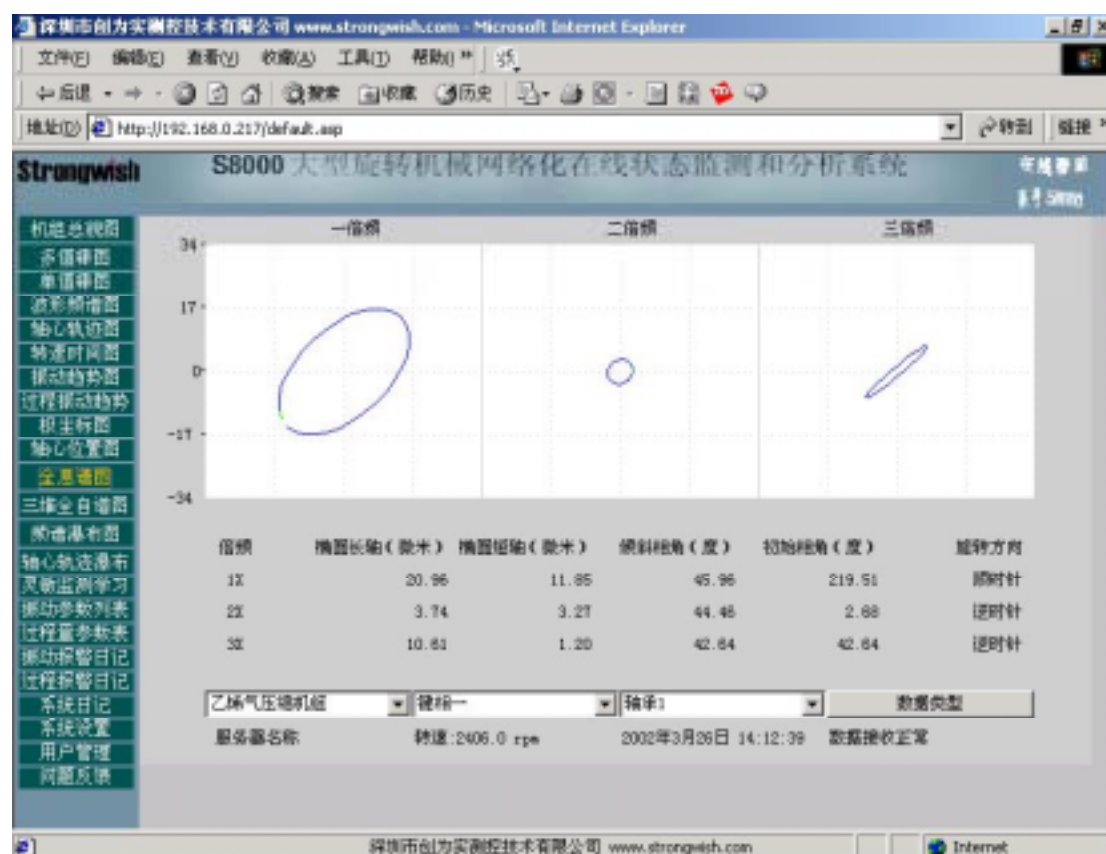 深圳市创为实测控技术有限公司 www.strongwish.com - Microsoft Internet Explorer
文件(F) 编辑(E) 查看(V) 收藏(A) 工具(T) 帮助()
后退 搜索 收藏 历史
地址(D) http://192.168.0.217/default.asp 转到 链接
Strongwish
S8000 大型旋转机械网络化在线状态监测和分析系统
机组总视图
多值棒图
单值棒图
波形频谱图
轴心轨迹图
转速时间图
振动趋势图
过程振动趋势
极坐标图
轴心位置图
全息谱图
三维全息谱图
频谱瀑布图
轴心轨迹瀑布
灵敏监测学习
振动参数列表
过程量参数表
振动报警日记
过程报警日记
系统日记
系统设置
用户管理
问题反馈
一倍频 二倍频 三倍频
34
17
0
-17
-34
倍频 椭圆长轴(微米) 椭圆短轴(微米) 倾斜相角(度) 初始相角(度) 旋转方向
1X 20.96 11.85 45.96 219.51 顺时针
2X 3.74 3.27 44.46 2.68 逆时针
3X 10.61 1.20 42.64 42.64 逆时针
乙烯气压缩机组 键相一 轴承1 数据类型
服务器名称 转速:2406.0 rpm 2002年3月26日 14:12:39 数据接收正常
深圳市创为实测控技术有限公司 www.strongwish.com Internet